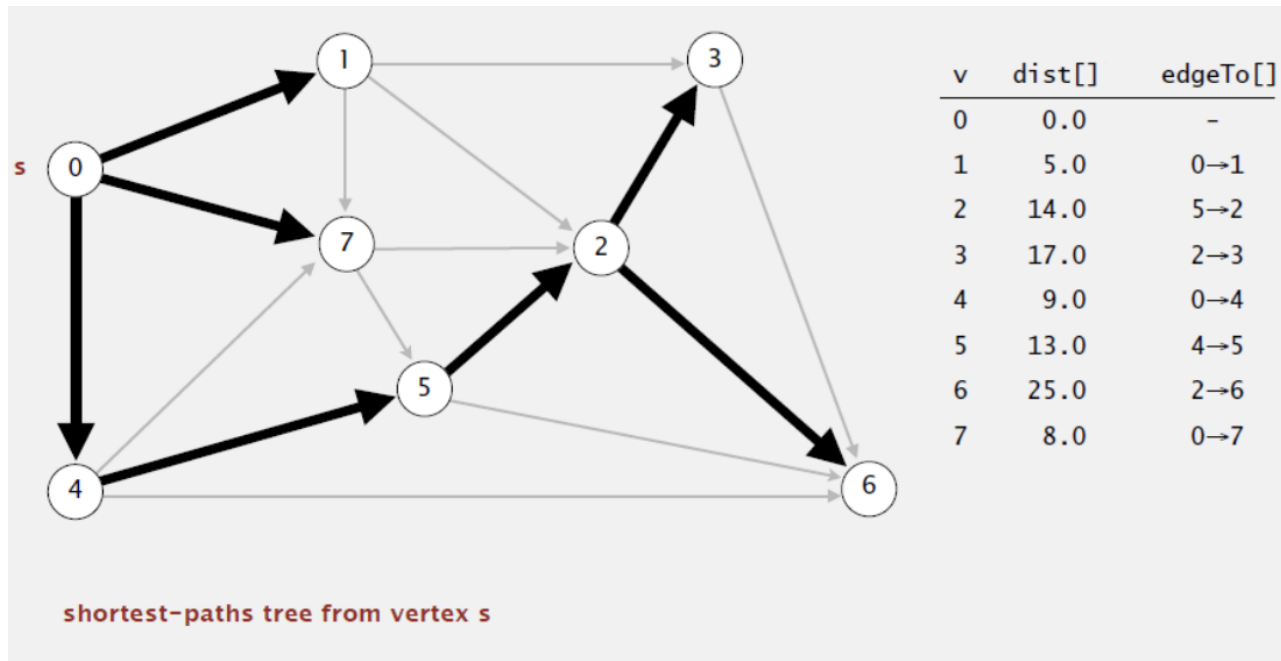 1
3
s
0
7
2
5
4
6
v dist[] edgeTo[]
0 0.0 -
1 5.0 0→1
2 14.0 5→2
3 17.0 2→3
4 9.0 0→4
5 13.0 4→5
6 25.0 2→6
7 8.0 0→7
shortest-paths tree from vertex s